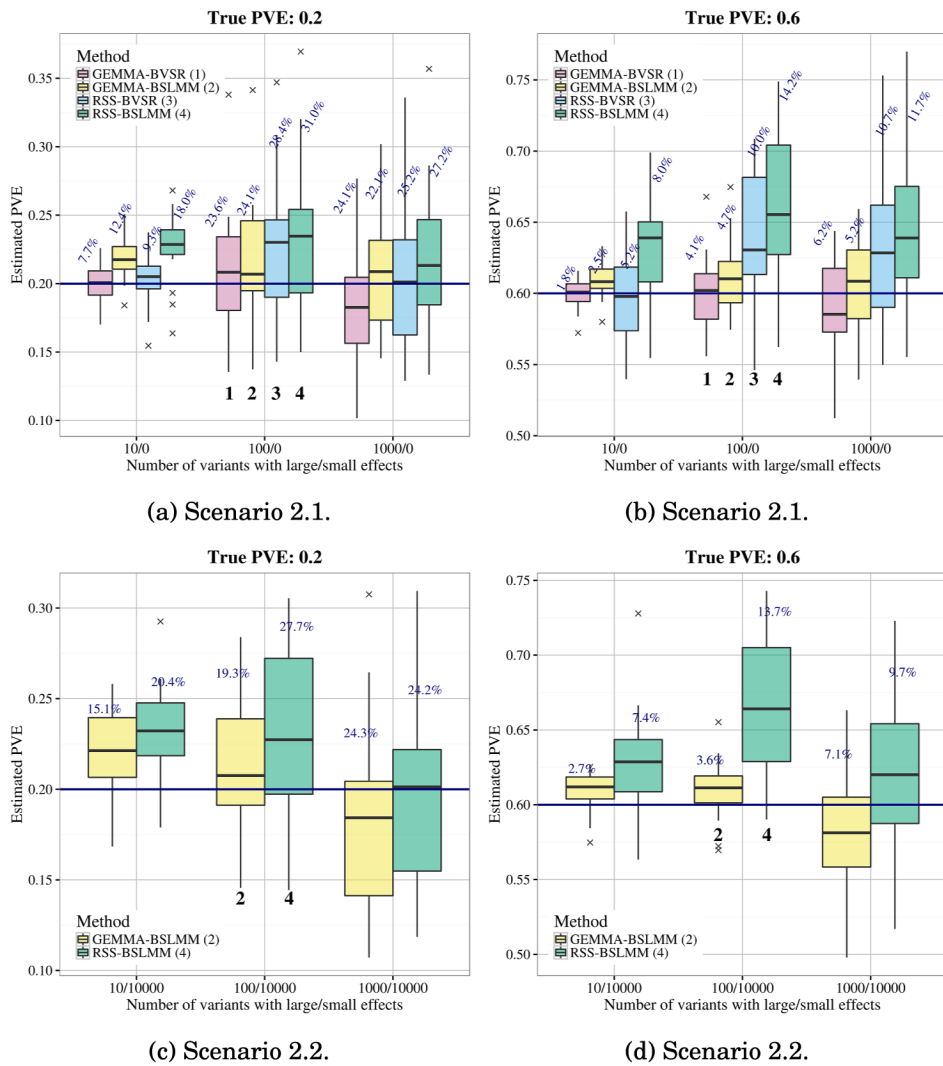 True PVE: 0.2
Method
GEMMA-BVSR (1)
GEMMA-BSLMM (2)
RSS-BVSR (3)
RSS-BSLMM (4)
Estimated PVE
0.35
0.30
0.25
0.20
0.15
0.10
7.7%
12.4%
9.3%
18.0%
23.6%
24.1%
28.4%
31.0%
24.1%
22.1%
25.2%
27.2%
1 2 3 4
10/0 100/0 1000/0
Number of variants with large/small effects
(a) Scenario 2.1.
True PVE: 0.6
Method
GEMMA-BVSR (1)
GEMMA-BSLMM (2)
RSS-BVSR (3)
RSS-BSLMM (4)
Estimated PVE
0.75
0.70
0.65
0.60
0.55
0.50
1.8%
2.5%
5.2%
8.0%
4.1%
4.7%
10.0%
14.2%
6.2%
5.2%
10.7%
11.7%
1 2 3 4
10/0 100/0 1000/0
Number of variants with large/small effects
(b) Scenario 2.1.
True PVE: 0.2
Estimated PVE
0.30
0.25
0.20
0.15
0.10
15.1%
20.4%
19.3%
27.7%
24.3%
24.2%
2 4
Method
GEMMA-BSLMM (2)
RSS-BSLMM (4)
10/10000 100/10000 1000/10000
Number of variants with large/small effects
(c) Scenario 2.2.
True PVE: 0.6
Estimated PVE
0.75
0.70
0.65
0.60
0.55
0.50
2.7%
7.4%
3.6%
13.7%
7.1%
9.7%
2 4
Method
GEMMA-BSLMM (2)
RSS-BSLMM (4)
10/10000 100/10000 1000/10000
Number of variants with large/small effects
(d) Scenario 2.2.